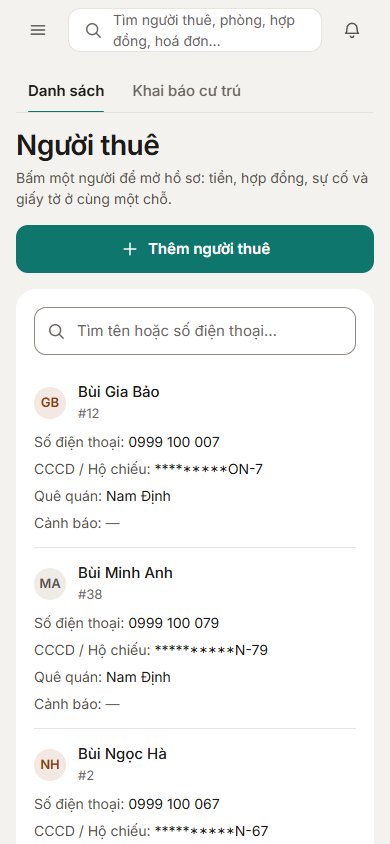 Tìm người thuê, phòng, hợp
đồng, hoá đơn...
Danh sách Khai báo cư trú
Người thuê
Bấm một người để mở hồ sơ: tiền, hợp đồng, sự cố và
giấy tờ ở cùng một chỗ.
Thêm người thuê
Tìm tên hoặc số điện thoại...
GB
Bùi Gia Bảo
#12
Số điện thoại: 0999 100 007
CCCD / Hộ chiếu: *********ON-7
Quê quán: Nam Định
Cảnh báo: —
MA
Bùi Minh Anh
#38
Số điện thoại: 0999 100 079
CCCD / Hộ chiếu: **********N-79
Quê quán: Nam Định
Cảnh báo: —
NH
Bùi Ngọc Hà
#2
Số điện thoại: 0999 100 067
CCCD / Hộ chiếu: **********N-67